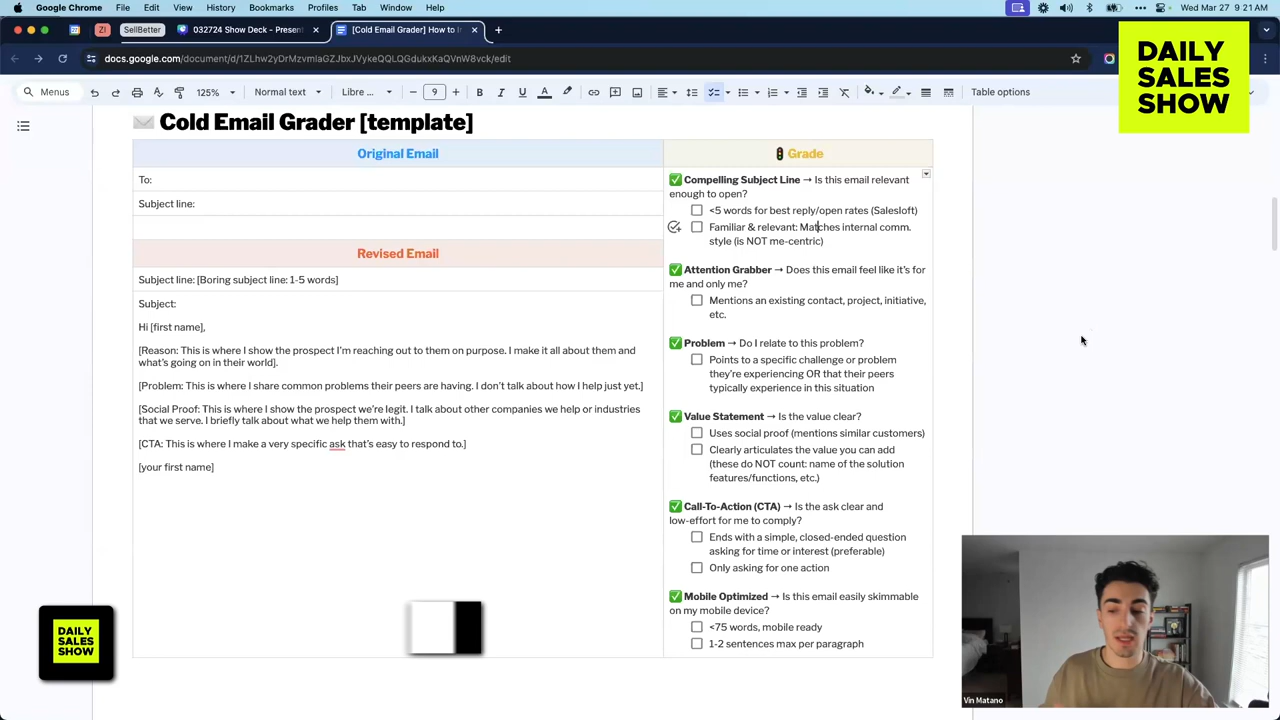 Google Chrome File Edit View History Bookmarks Profiles Tab Window Help
Wed Mar 27 9:21 AM
ZI SellBetter 032724 Show Deck - Present [Cold Email Grader] How to I
docs.google.com/document/d/1ZLhw2yDrMzvmlaGZJbxJVykeQQLQGdukxKaQVnW8vcK/edit
Menus 125% Normal text Libre ... 9 Table options
DAILY
SALES
SHOW
Cold Email Grader [template]
Original Email
To:
Subject line:
Revised Email
Subject line: [Boring subject line: 1-5 words]
Subject:
Hi [first name],
[Reason: This is where I show the prospect I'm reaching out to them on purpose. I make it all about them and
what's going on in their world].
[Problem: This is where I share common problems their peers are having. I don't talk about how I help just yet.]
[Social Proof: This is where I show the prospect we're legit. I talk about other companies we help or industries
that we serve. I briefly talk about what we help them with.]
[CTA: This is where I make a very specific ask that's easy to respond to.]
[your first name]
Grade
Compelling Subject Line → Is this email relevant
enough to open?
<5 words for best reply/open rates (Salesloft)
Familiar & relevant: Matches internal comm.
style (is NOT me-centric)
Attention Grabber → Does this email feel like it's for
me and only me?
Mentions an existing contact, project, initiative,
etc.
Problem → Do I relate to this problem?
Points to a specific challenge or problem
they're experiencing OR that their peers
typically experience in this situation
Value Statement → Is the value clear?
Uses social proof (mentions similar customers)
Clearly articulates the value you can add
(these do NOT count: name of the solution
features/functions, etc.)
Call-To-Action (CTA) → Is the ask clear and
low-effort for me to comply?
Ends with a simple, closed-ended question
asking for time or interest (preferable)
Only asking for one action
Mobile Optimized → Is this email easily skimmable
on my mobile device?
<75 words, mobile ready
1-2 sentences max per paragraph
DAILY
SALES
SHOW
Vin Matano